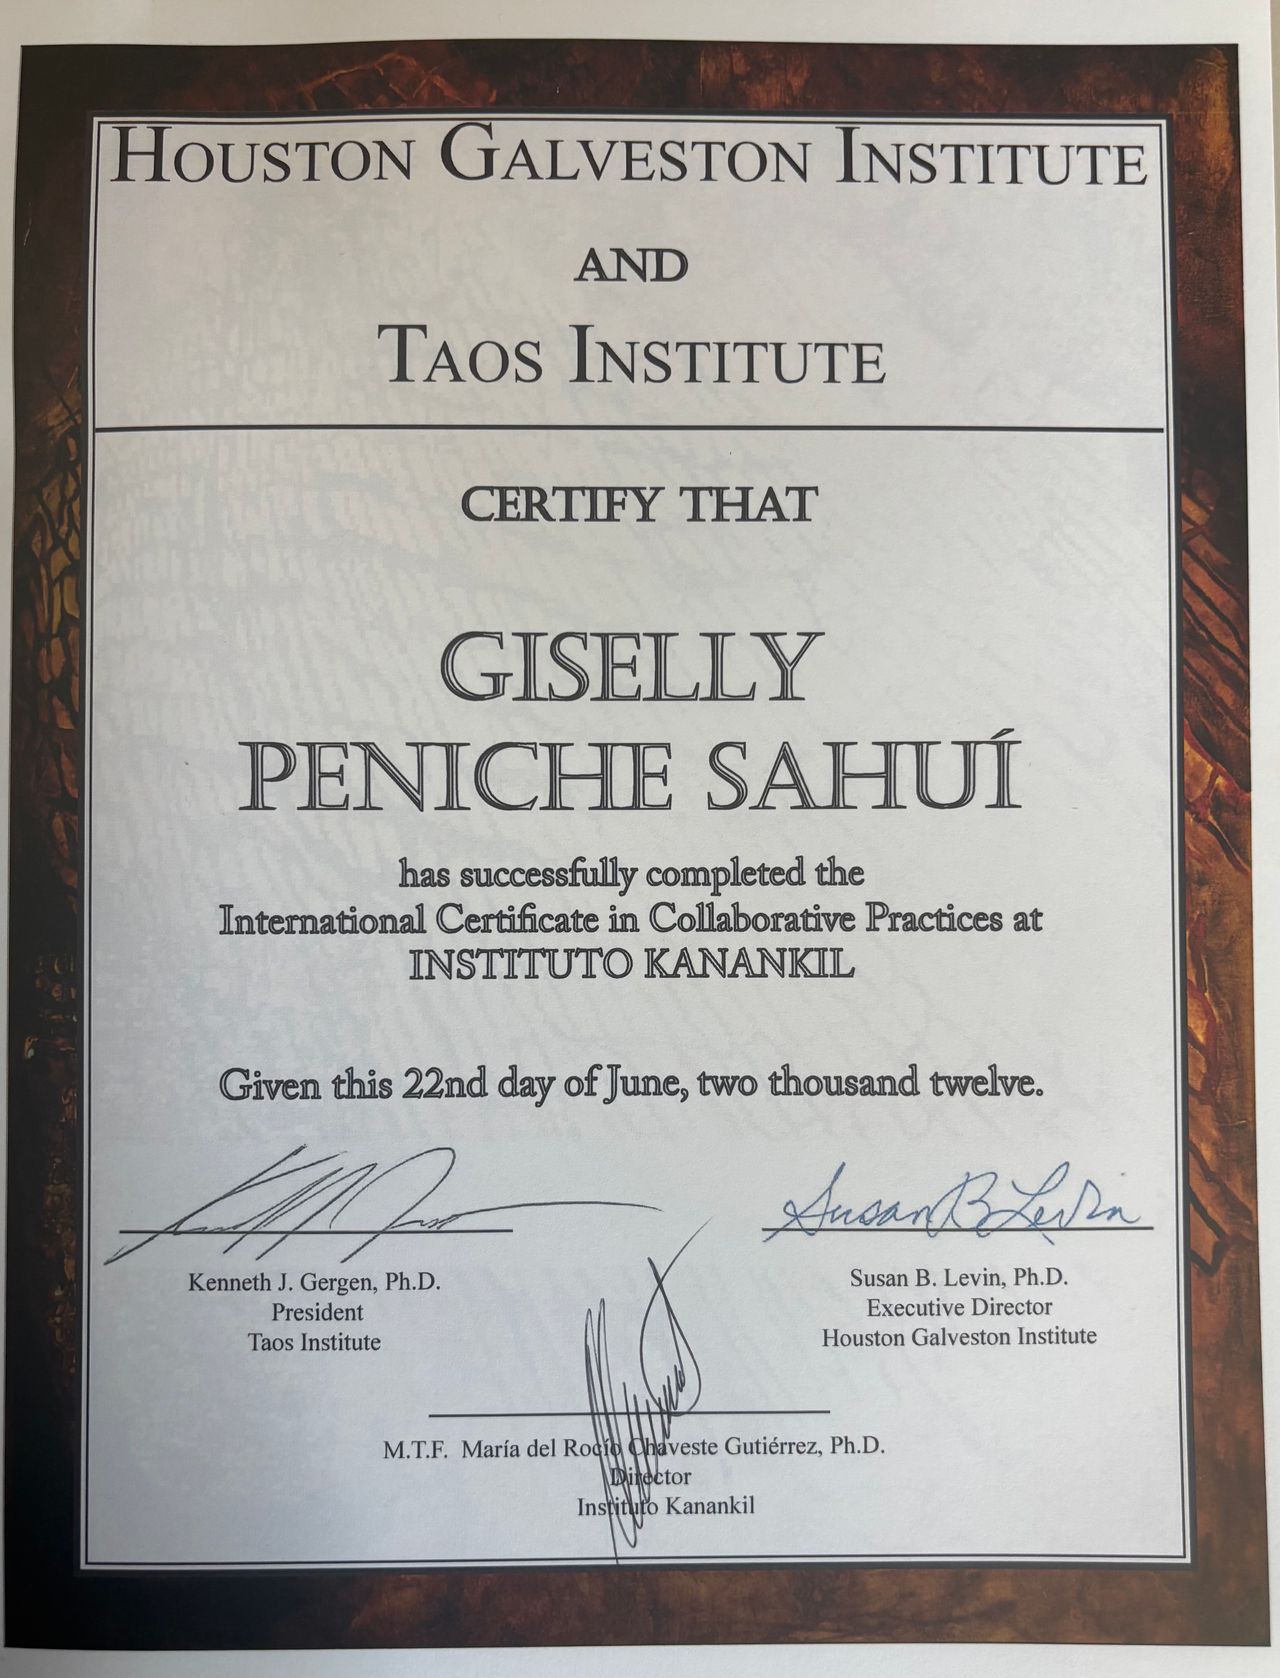 HOUSTON GALVESTON INSTITUTE
AND
TAOS INSTITUTE
CERTIFY THAT
GISELLY
PENICHE SAHUÍ
has successfully completed the
International Certificate in Collaborative Practices at
INSTITUTO KANANKIL
Given this 22nd day of June, two thousand twelve.
Susan B Levin
Kenneth J. Gergen, Ph.D.
President
Taos Institute
Susan B. Levin, Ph.D.
Executive Director
Houston Galveston Institute
M.T.F. María del Rocío Chaveste Gutiérrez, Ph.D.
Director
Instituto Kanankil